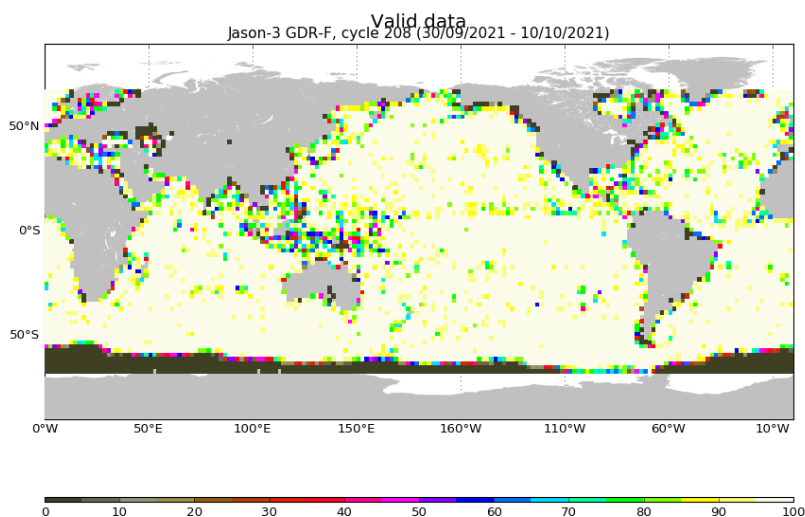 Valid data
Jason-3 GDR-F, cycle 208 (30/09/2021 - 10/10/2021)
50°N
0°S
50°S
0°W 50°E 100°E 150°E 160°W 110°W 60°W 10°W
0 10 20 30 40 50 60 70 80 90 100